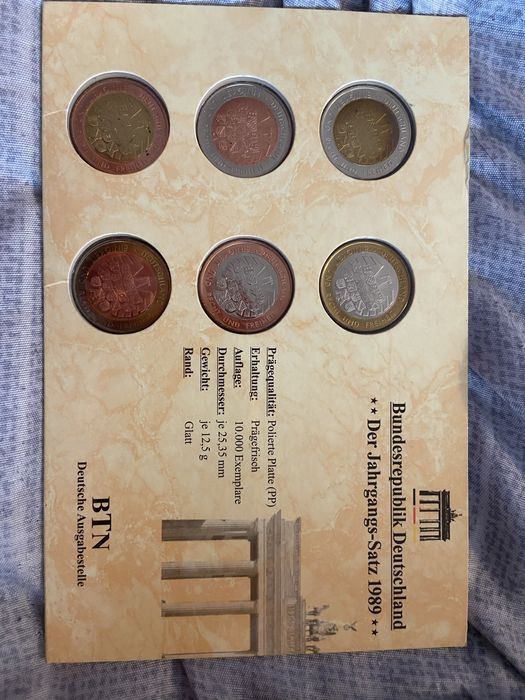 Bundesrepublik Deutschland
** Der Jahrgangs-Satz 1989 **
Prägequalität: Polierte Platte (PP)
Erhaltung: Prägefrisch
Auflage: 10.000 Exemplare
Durchmesser: je 25,35 mm
Gewicht: je 12,5 g
Rand: Glatt
BTN
Deutsche Ausgabestelle